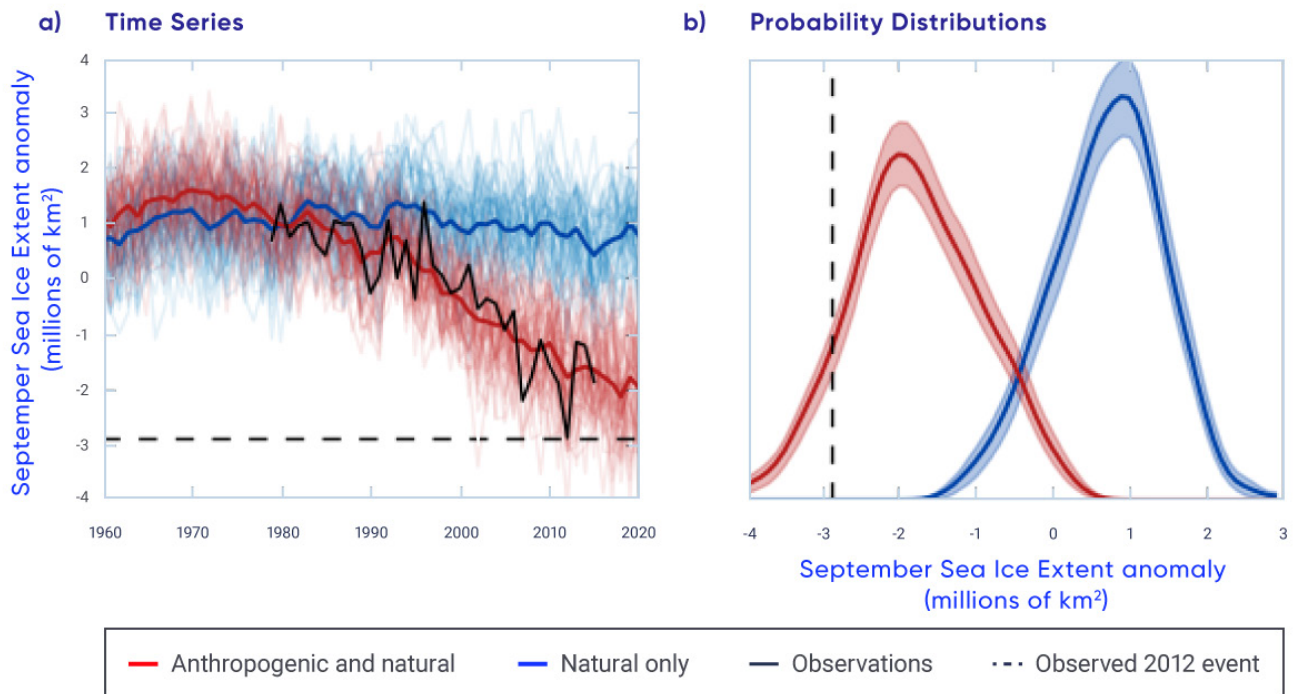 a) Time Series
b) Probability Distributions
Septemper Sea Ice Extent anomaly
(millions of km²)
4
3
2
1
0
-1
-2
-3
-4
1960
1970
1980
1990
2000
2010
2020
-4
-3
-2
-1
0
1
2
3
September Sea Ice Extent anomaly
(millions of km²)
Anthropogenic and natural
Natural only
Observations
Observed 2012 event